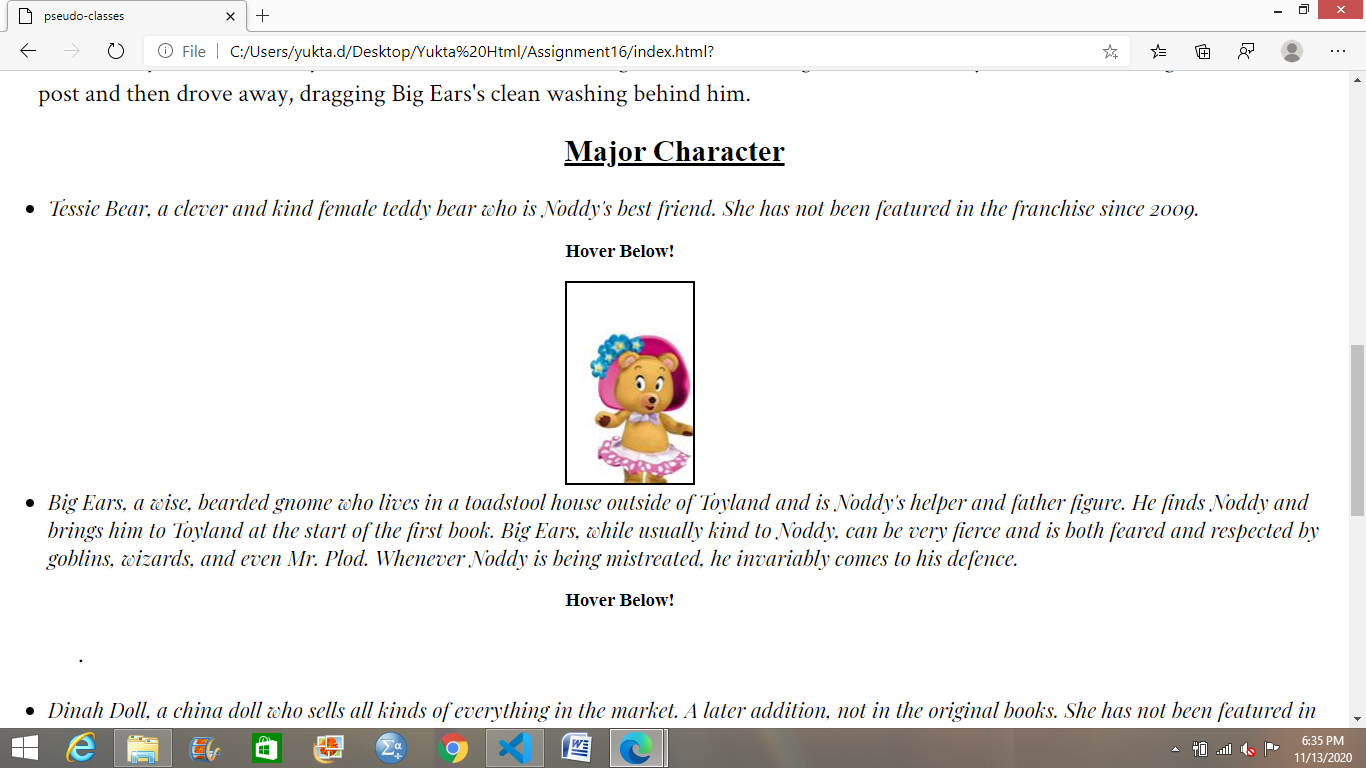 pseudo-classes
File
C:/Users/yukta.d/Desktop/Yukta%20Html/Assignment16/index.html?
post and then drove away, dragging Big Ears's clean washing behind him.
Major Character
• Tessie Bear, a clever and kind female teddy bear who is Noddy's best friend. She has not been featured in the franchise since 2009.
Hover Below!
• Big Ears, a wise, bearded gnome who lives in a toadstool house outside of Toyland and is Noddy's helper and father figure. He finds Noddy and
brings him to Toyland at the start of the first book. Big Ears, while usually kind to Noddy, can be very fierce and is both feared and respected by
goblins, wizards, and even Mr. Plod. Whenever Noddy is being mistreated, he invariably comes to his defence.
Hover Below!
.
• Dinah Doll, a china doll who sells all kinds of everything in the market. A later addition, not in the original books. She has not been featured in
6:35 PM
11/13/2020